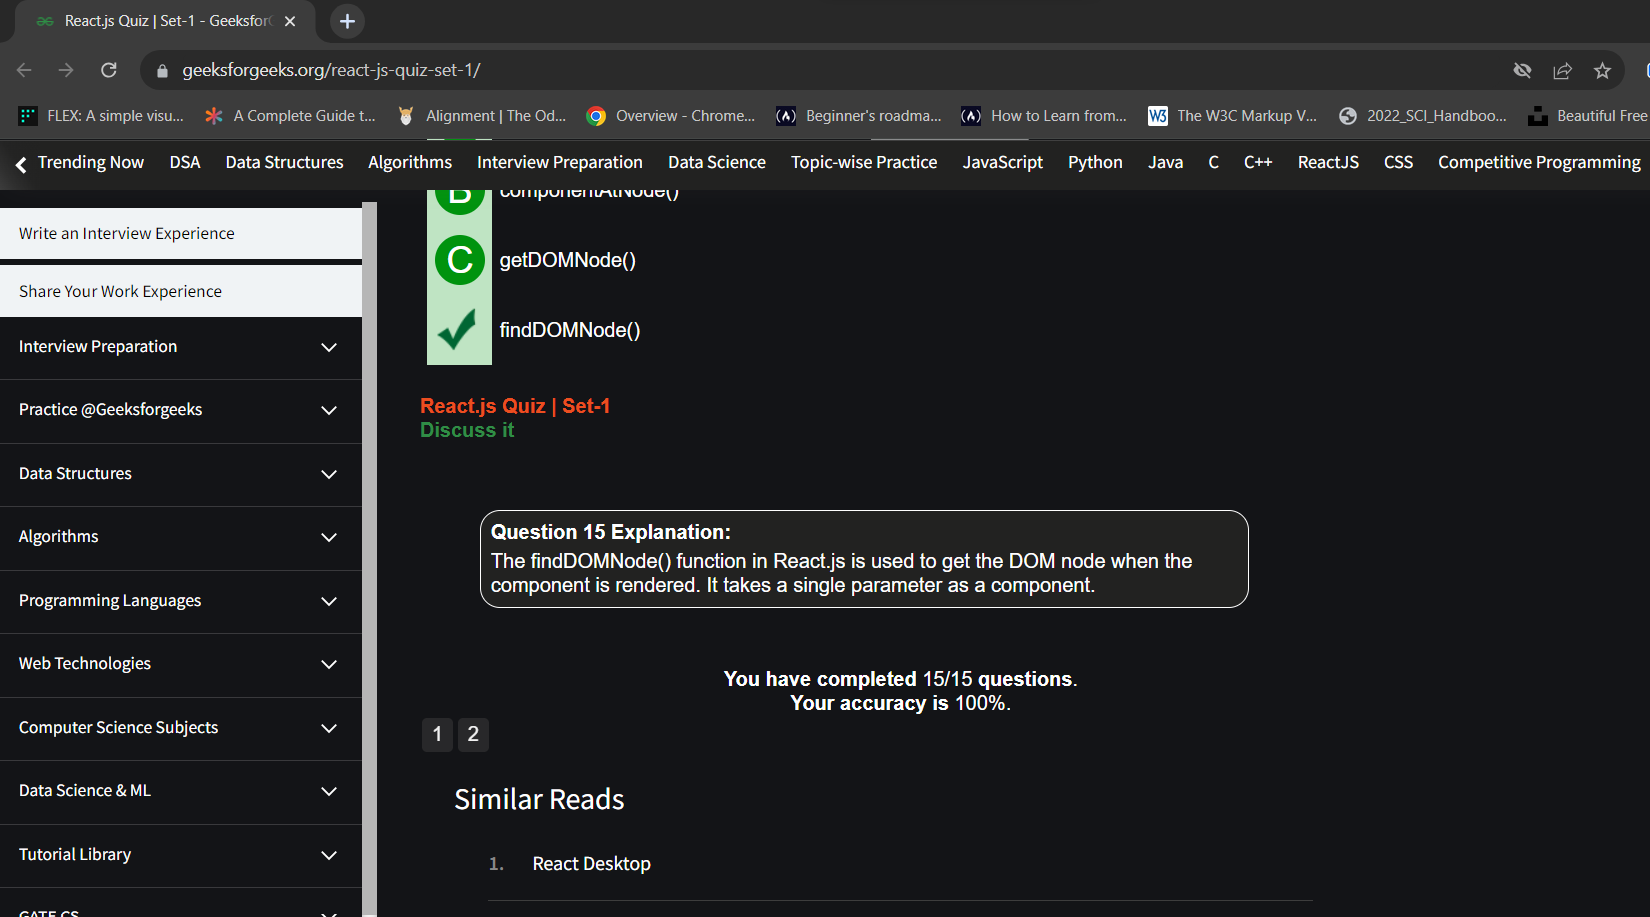 React.js Quiz | Set-1 - Geeksfor
geeksforgeeks.org/react-js-quiz-set-1/
FLEX: A simple visu...
A Complete Guide t...
Alignment | The Od...
Overview - Chrome...
Beginner's roadma...
How to Learn from...
W3
The W3C Markup V...
2022_SCI_Handboo...
Beautiful Free
Trending Now
DSA
Data Structures
Algorithms
Interview Preparation
Data Science
Topic-wise Practice
JavaScript
Python
Java
C
C++
ReactJS
CSS
Competitive Programming
Write an Interview Experience
Share Your Work Experience
Interview Preparation
Practice @Geeksforgeeks
Data Structures
Algorithms
Programming Languages
Web Technologies
Computer Science Subjects
Data Science & ML
Tutorial Library
GATE CS
B componentAtNode()
C getDOMNode()
findDOMNode()
React.js Quiz | Set-1
Discuss it
Question 15 Explanation:
The findDOMNode() function in React.js is used to get the DOM node when the
component is rendered. It takes a single parameter as a component.
You have completed 15/15 questions.
Your accuracy is 100%.
1 2
Similar Reads
1. React Desktop